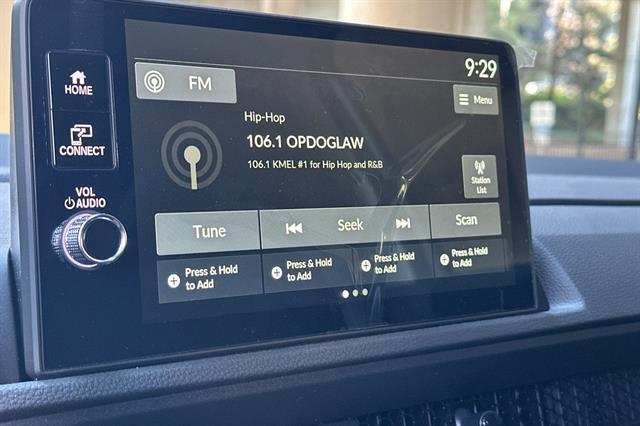 HOME
CONNECT
VOL
AUDIO
FM
9:29
Menu
Hip-Hop
106.1 OPDOGLAW
106.1 KMEL #1 for Hip Hop and R&B
Station
List
Tune
Seek
Scan
Press & Hold
to Add
Press & Hold
to Add
Press & Hold
to Add
Press & Hold
to Add